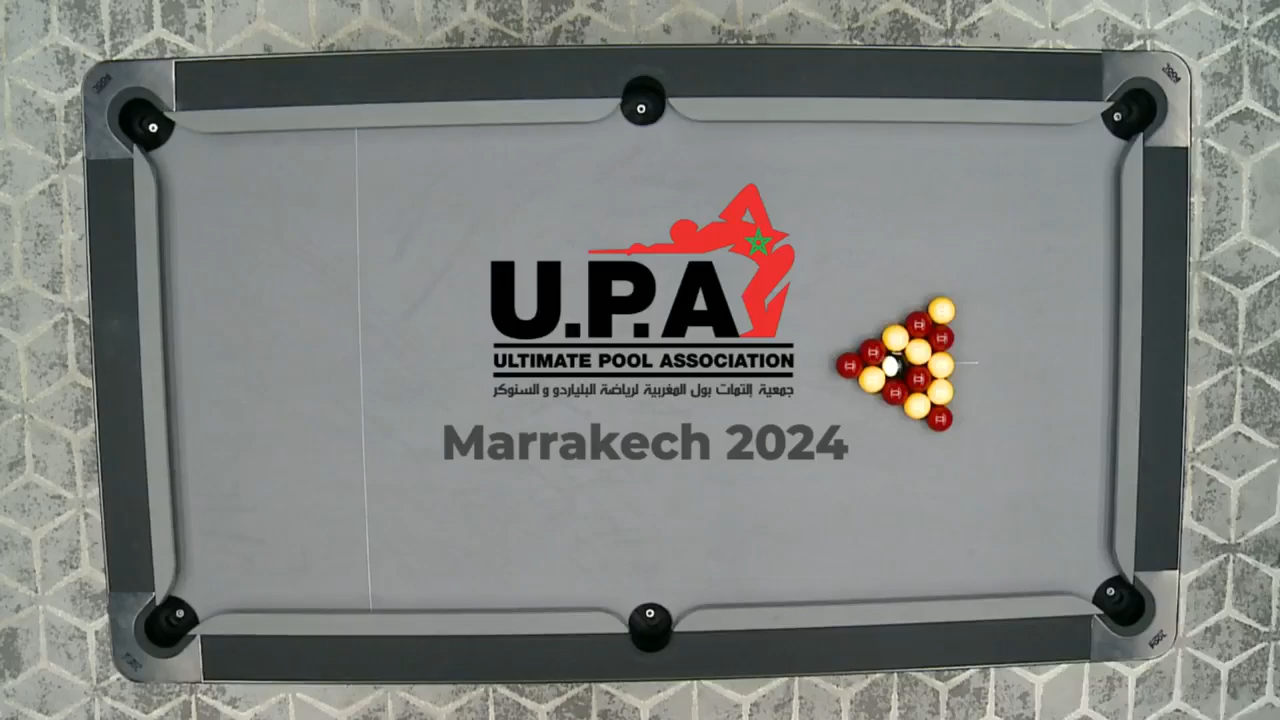 U.P.A
ULTIMATE POOL ASSOCIATION
جمعية إلتمات بول المغربية لرياضة البلياردو و السنوكر
Marrakech 2024